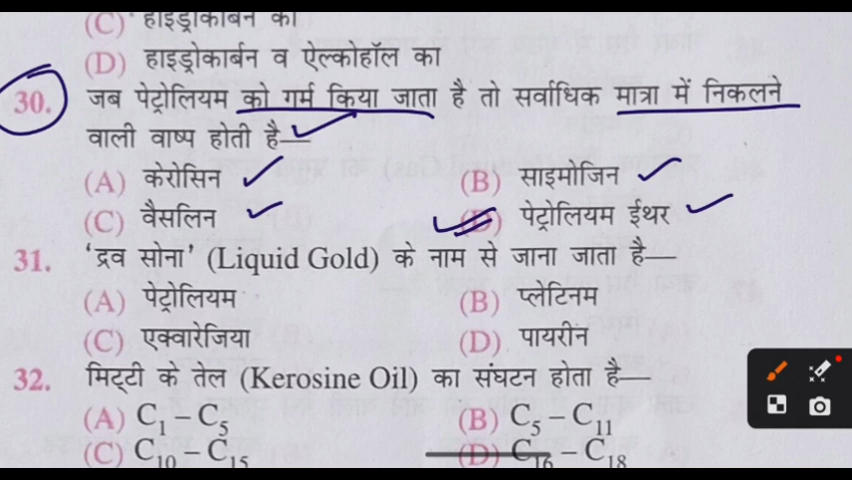 (C) हाइड्रोकार्बन का
(D) हाइड्रोकार्बन व ऐल्कोहॉल का
30. जब पेट्रोलियम को गर्म किया जाता है तो सर्वाधिक मात्रा में निकलने
वाली वाष्प होती है—
(A) केरोसिन (B) साइमोजिन
(C) वैसलिन (D) पेट्रोलियम ईथर
31. ‘द्रव सोना’ (Liquid Gold) के नाम से जाना जाता है—
(A) पेट्रोलियम (B) प्लेटिनम
(C) एक्वारेजिया (D) पायरीन
32. मिट्टी के तेल (Kerosine Oil) का संघटन होता है—
(A) C₁ – C₅ (B) C₅ – C₁₁
(C) C₁₀ – C₁₅ (D) C₁₆ – C₁₈